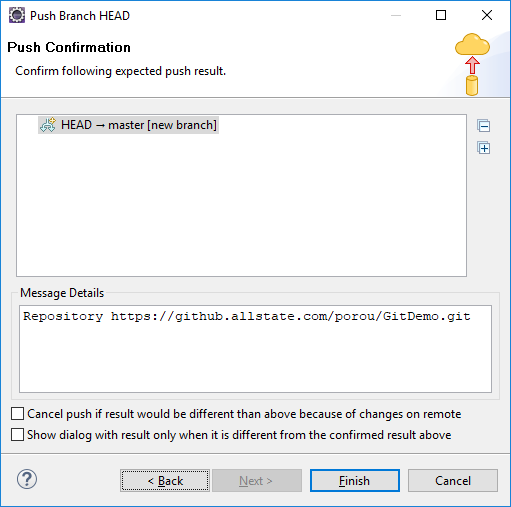 Push Branch HEAD
Push Confirmation
Confirm following expected push result.
HEAD → master [new branch]
Message Details
Repository https://github.allstate.com/porou/GitDemo.git
Cancel push if result would be different than above because of changes on remote
Show dialog with result only when it is different from the confirmed result above
? < Back Next > Finish Cancel